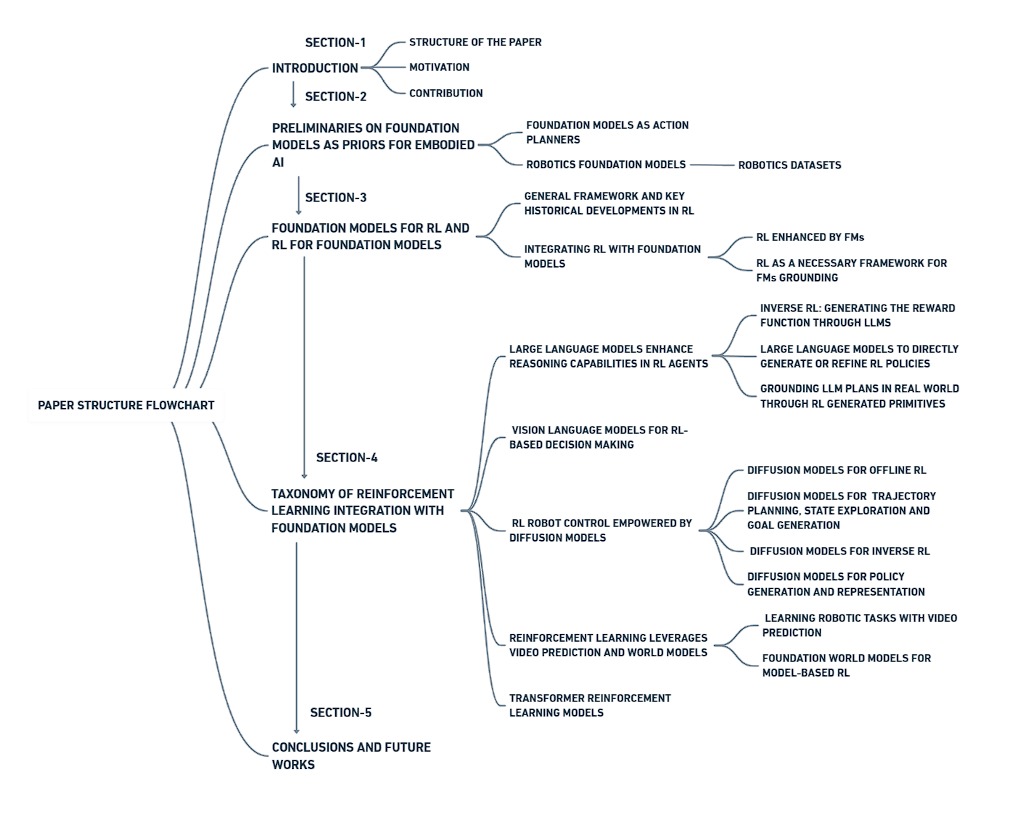 SECTION-1
STRUCTURE OF THE PAPER
INTRODUCTION
MOTIVATION
CONTRIBUTION
SECTION-2
PRELIMINARIES ON FOUNDATION
MODELS AS PRIORS FOR EMBODIED
AI
FOUNDATION MODELS AS ACTION
PLANNERS
ROBOTICS FOUNDATION MODELS
ROBOTICS DATASETS
SECTION-3
FOUNDATION MODELS FOR RL AND
RL FOR FOUNDATION MODELS
GENERAL FRAMEWORK AND KEY
HISTORICAL DEVELOPMENTS IN RL
INTEGRATING RL WITH FOUNDATION
MODELS
RL ENHANCED BY FMs
RL AS A NECESSARY FRAMEWORK FOR
FMs GROUNDING
PAPER STRUCTURE FLOWCHART
SECTION-4
TAXONOMY OF REINFORCEMENT
LEARNING INTEGRATION WITH
FOUNDATION MODELS
LARGE LANGUAGE MODELS ENHANCE
REASONING CAPABILITIES IN RL AGENTS
INVERSE RL: GENERATING THE REWARD
FUNCTION THROUGH LLMS
LARGE LANGUAGE MODELS TO DIRECTLY
GENERATE OR REFINE RL POLICIES
GROUNDING LLM PLANS IN REAL WORLD
THROUGH RL GENERATED PRIMITIVES
VISION LANGUAGE MODELS FOR RL-
BASED DECISION MAKING
RL ROBOT CONTROL EMPOWERED BY
DIFFUSION MODELS
DIFFUSION MODELS FOR OFFLINE RL
DIFFUSION MODELS FOR TRAJECTORY
PLANNING, STATE EXPLORATION AND
GOAL GENERATION
DIFFUSION MODELS FOR INVERSE RL
DIFFUSION MODELS FOR POLICY
GENERATION AND REPRESENTATION
REINFORCEMENT LEARNING LEVERAGES
VIDEO PREDICTION AND WORLD MODELS
LEARNING ROBOTIC TASKS WITH VIDEO
PREDICTION
FOUNDATION WORLD MODELS FOR
MODEL-BASED RL
TRANSFORMER REINFORCEMENT
LEARNING MODELS
SECTION-5
CONCLUSIONS AND FUTURE
WORKS